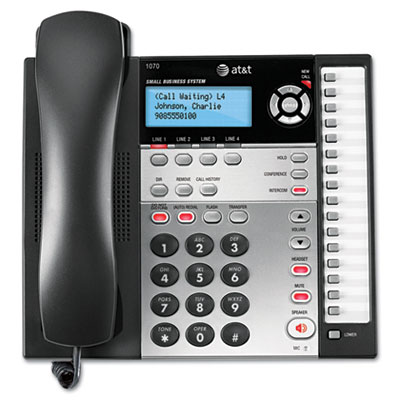 1070
at&t
SMALL BUSINESS SYSTEM
NEW CALL
(Call Waiting) L4
Johnson, Charlie
9085550100
LINE 1 LINE 2 LINE 3 LINE 4
HOLD
CONFERENCE
INTERCOM
DIR REMOVE CALL HISTORY
DO NOT DISTURB AUTO REDIAL FLASH TRANSFER
1 ABC 2 DEF 3
VOLUME
GHI 4 JKL 5 MNO 6
HEADSET
MUTE
PQRS 7 TUV 8 WXYZ 9
SPEAKER
TONE * OPER 0 #
LOWER
MIC